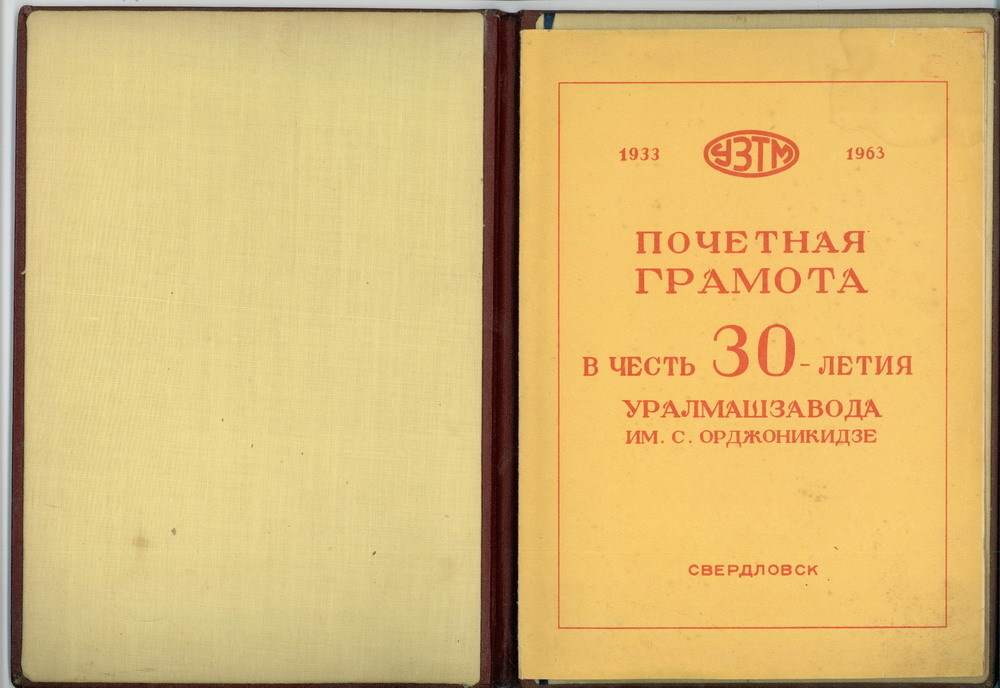 1933 УЗТМ 1963
ПОЧЕТНАЯ
ГРАМОТА
В ЧЕСТЬ 30-ЛЕТИЯ
УРАЛМАШЗАВОДА
ИМ. С. ОРДЖОНИКИДЗЕ
СВЕРДЛОВСК